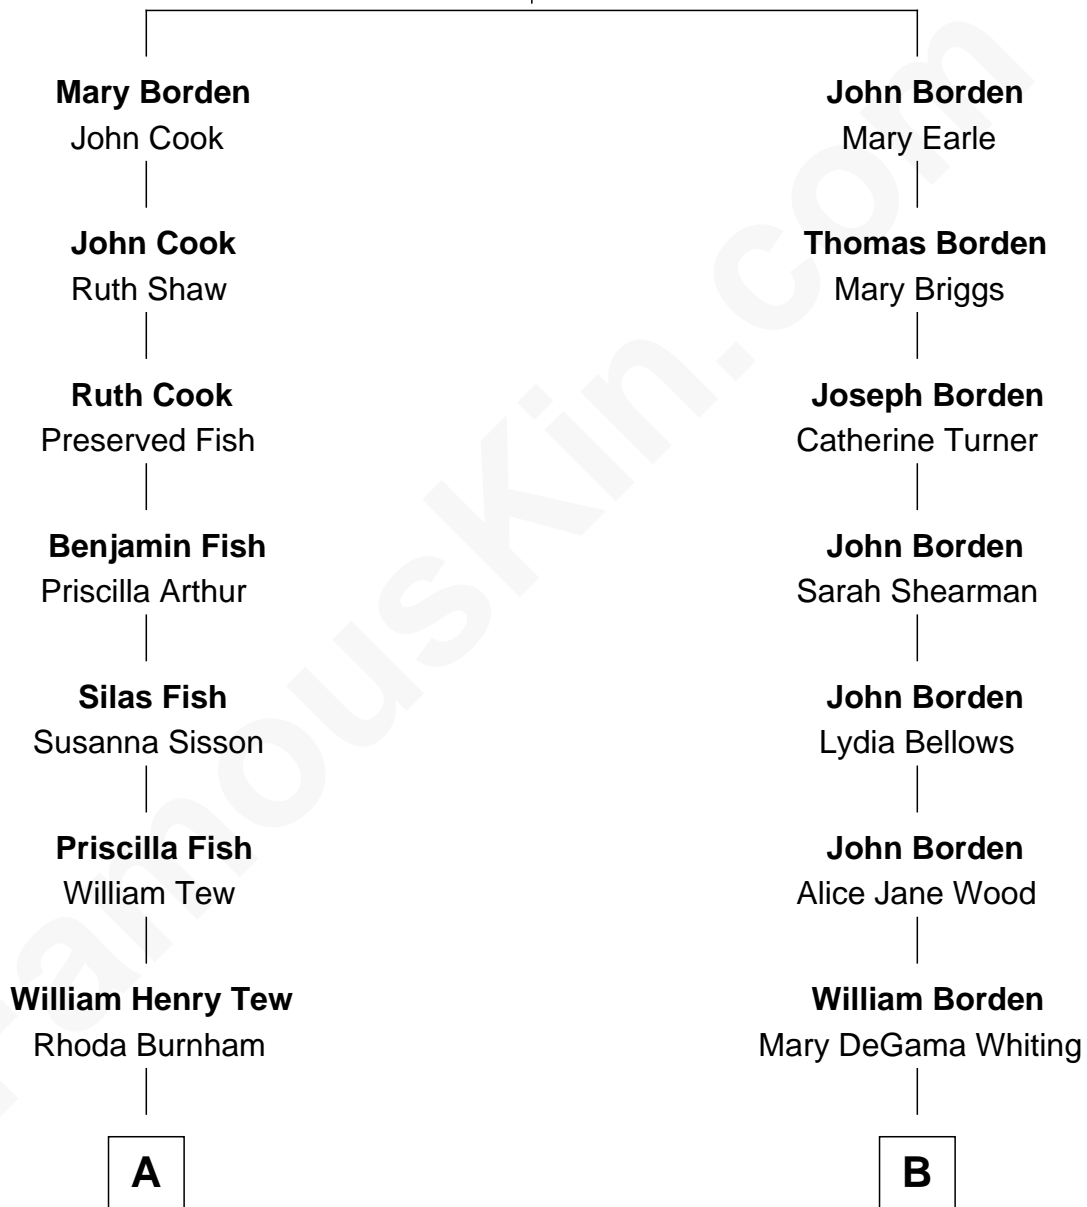 Mary Borden
John Cook
John Borden
Mary Earle
John Cook
Ruth Shaw
Thomas Borden
Mary Briggs
Ruth Cook
Preserved Fish
Joseph Borden
Catherine Turner
Benjamin Fish
Priscilla Arthur
John Borden
Sarah Shearman
Silas Fish
Susanna Sisson
John Borden
Lydia Bellows
Priscilla Fish
William Tew
John Borden
Alice Jane Wood
William Henry Tew
Rhoda Burnham
William Borden
Mary DeGama Whiting
A
B
FamousKin.com